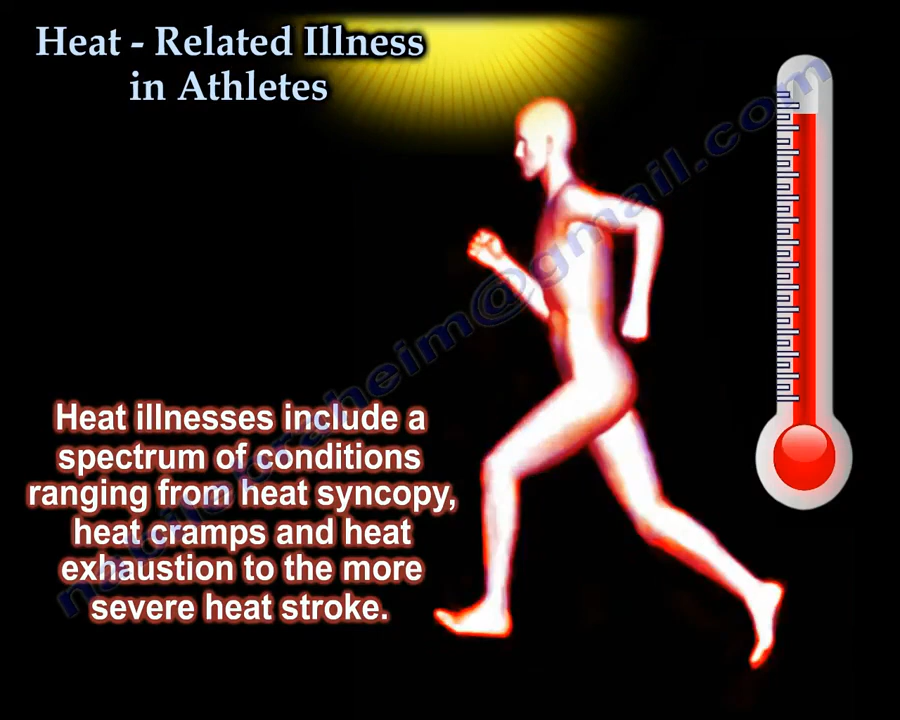 Heat - Related Illness
in Athletes
Heat illnesses include a
spectrum of conditions
ranging from heat syncopy,
heat cramps and heat
exhaustion to the more
severe heat stroke.